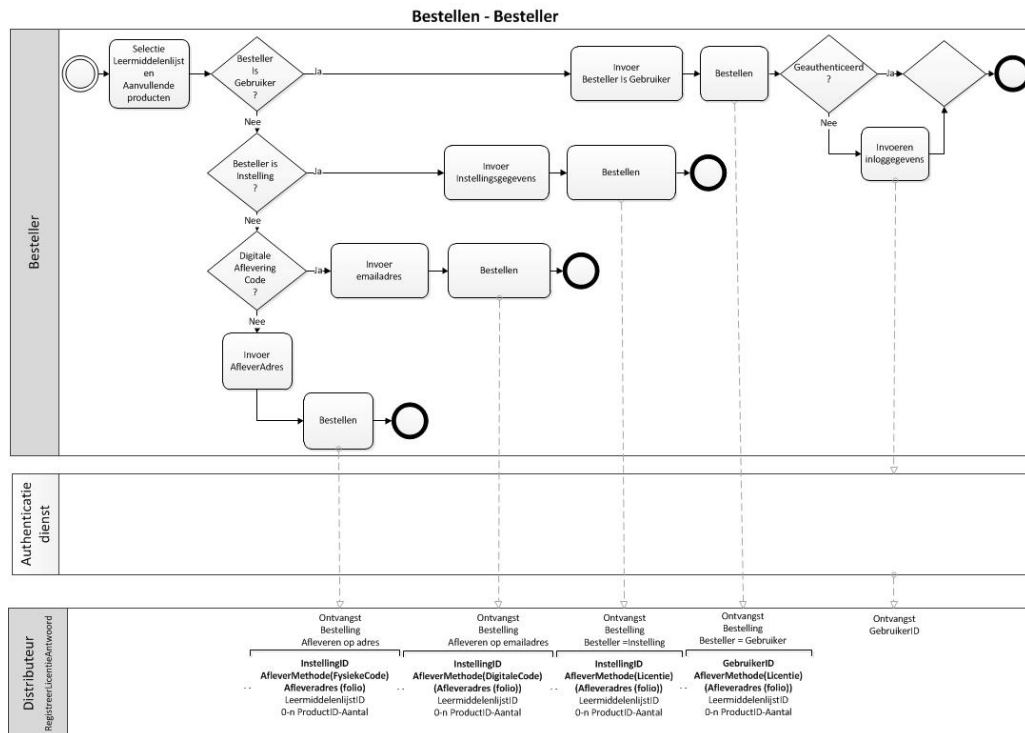 Bestellen - Besteller
Besteller
Selectie
Leermiddelenlijst
en
Aanvullende
producten
Besteller
Is
Gebruiker
?
Ja
Invoer
Besteller Is Gebruiker
Bestellen
Geauthenticeerd
?
Ja
Nee
Invoeren
inloggegevens
Nee
Besteller is
Instelling
?
Ja
Invoer
Instellingsgegevens
Bestellen
Nee
Digitale
Aflevering
Code
?
Ja
Invoer
emailadres
Bestellen
Nee
Invoer
AfleverAdres
Bestellen
Authenticatie
dienst
Distributeur
RegistreerLicentieAntwoord
Ontvangst
Bestelling
Afleveren op adres
InstellingID
AfleverMethode(FysiekeCode)
Afleveradres (folio)
LeermiddelenlijstID
0-n ProductID-Aantal
Ontvangst
Bestelling
Afleveren op emailadres
InstellingID
AfleverMethode(DigitaleCode)
(Afleveradres (folio))
LeermiddelenlijstID
0-n ProductID-Aantal
Ontvangst
Bestelling
Besteller =Instelling
InstellingID
AfleverMethode(Licentie)
(Afleveradres (folio))
LeermiddelenlijstID
0-n ProductID-Aantal
Ontvangst
Bestelling
Besteller = Gebruiker
GebruikerID
AfleverMethode(Licentie)
(Afleveradres (folio))
LeermiddelenlijstID
0-n ProductID-Aantal
Ontvangst
GebruikerID